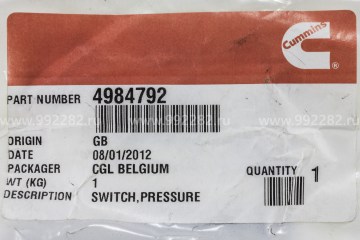 Cummins
PART NUMBER 4984792
www.992282.ru www.992282.ru
ORIGIN GB
DATE 08/01/2012
PACKAGER CGL BELGIUM QUANTITY 1
WT (KG) 1
DESCRIPTION SWITCH,PRESSURE